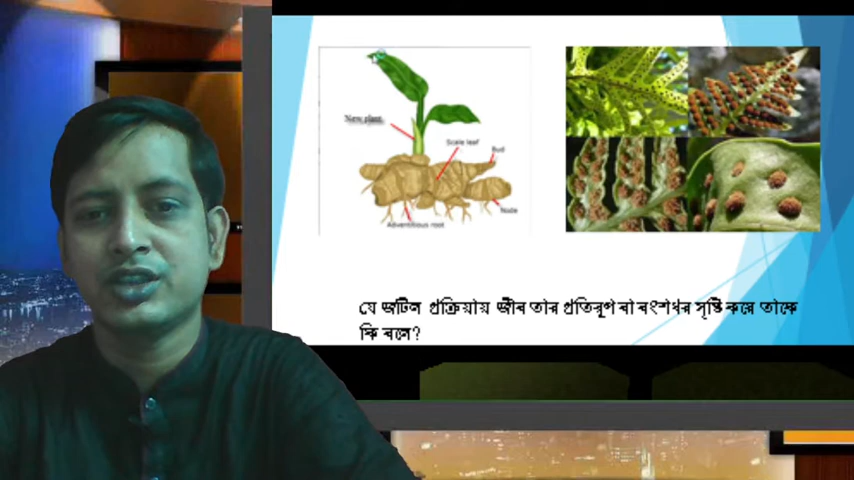 New plant
Scale leaf
Bud
Node
Adventitious root
যে জটিল প্রক্রিয়ায় জীব তার প্রতিরূপ বা বংশধর সৃষ্টি করে তাকে
কি বলে?